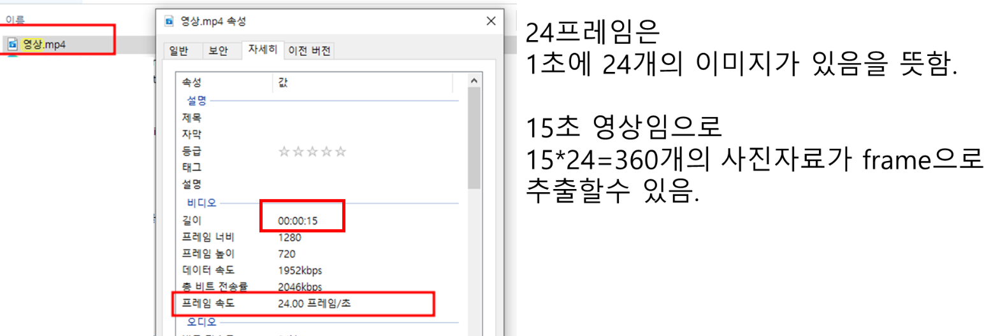 이름
영상.mp4
영상.mp4 속성
일반 보안 자세히 이전 버전
속성 값
설명
제목
자막
등급 ☆☆☆☆☆
태그
설명
비디오
길이 00:00:15
프레임 너비 1280
프레임 높이 720
데이터 속도 1952kbps
총 비트 전송률 2046kbps
프레임 속도 24.00 프레임/초
오디오
24프레임은
1초에 24개의 이미지가 있음을 뜻함.
15초 영상임으로
15*24=360개의 사진자료가 frame으로
추출할수 있음.